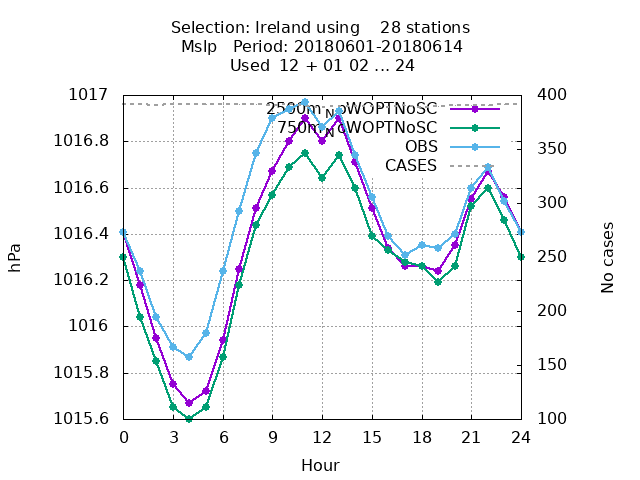 Selection: Ireland using 28 stations
Mslp Period: 20180601-20180614
Used 12 + 01 02 ... 24
1017
1016.8
1016.6
1016.4
1016.2
1016
1015.8
1015.6
hPa
2500m_NoWOPTNoSC
750m_NoWOPTNoSC
OBS
CASES
400
350
300
250
200
150
100
No cases
0 3 6 9 12 15 18 21 24
Hour